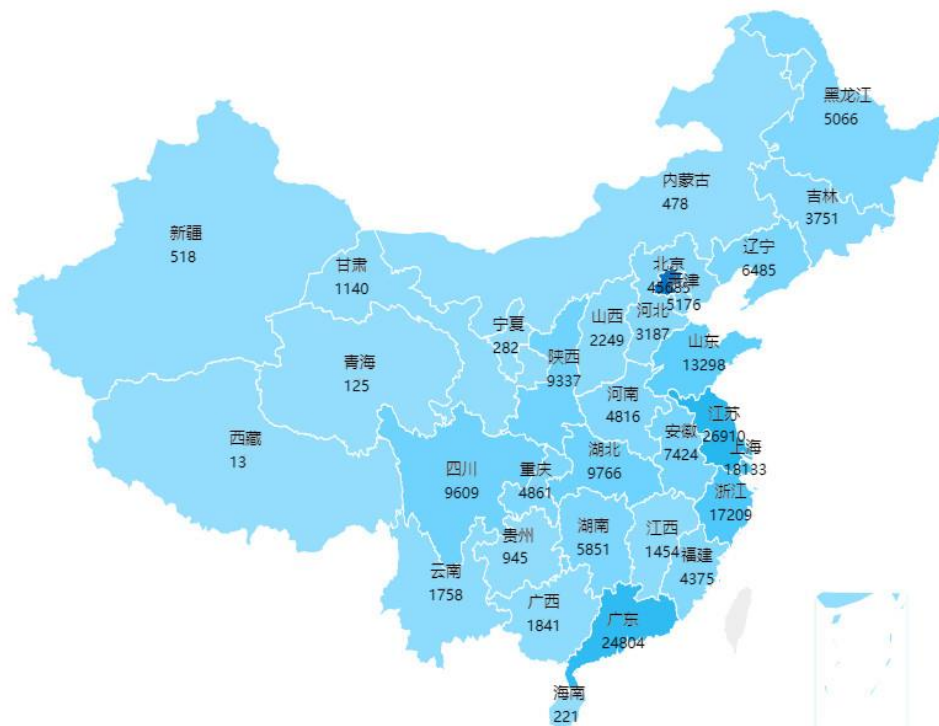 黑龙江
5066
内蒙古
478
吉林
3751
新疆
518
辽宁
6485
甘肃
1140
北京
45685
天津
5176
河北
3187
宁夏
282
山西
2249
山东
13298
陕西
9337
青海
125
河南
4816
江苏
26910
安徽
7424
上海
18133
西藏
13
湖北
9766
四川
9609
重庆
4861
浙江
17209
贵州
945
湖南
5851
江西
1454
福建
4375
云南
1758
广西
1841
广东
24804
海南
221